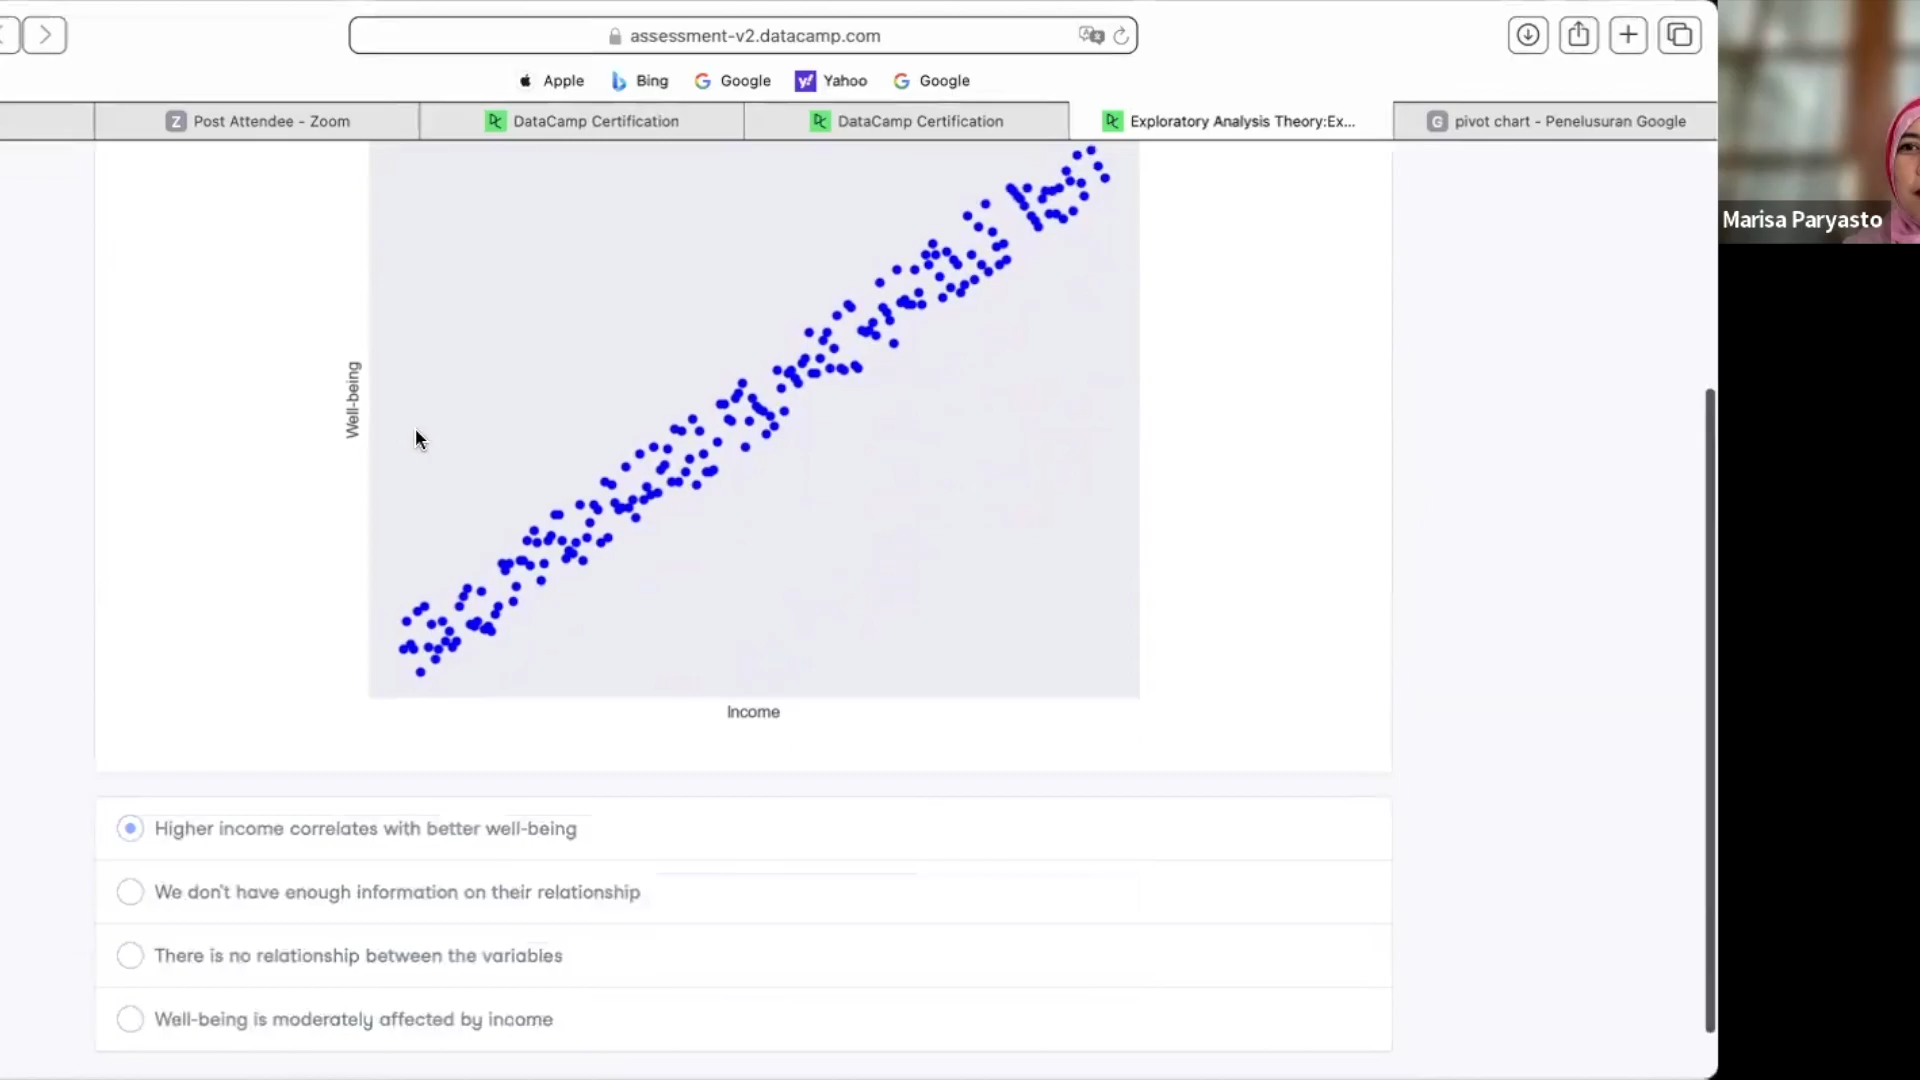 assessment-v2.datacamp.com
Apple
Bing
Google
Yahoo
Google
Post Attendee - Zoom
DataCamp Certification
DataCamp Certification
Exploratory Analysis Theory:Ex...
pivot chart - Penelusuran Google
Marisa Paryasto
Well-being
Income
Higher income correlates with better well-being
We don't have enough information on their relationship
There is no relationship between the variables
Well-being is moderately affected by income